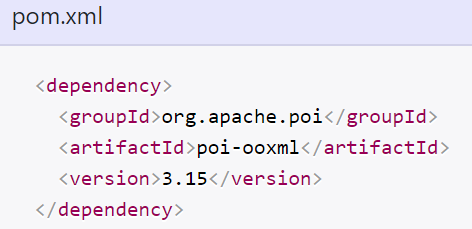 pom.xml
<dependency>
<groupId>org.apache.poi</groupId>
<artifactId>poi-ooxml</artifactId>
<version>3.15</version>
</dependency>